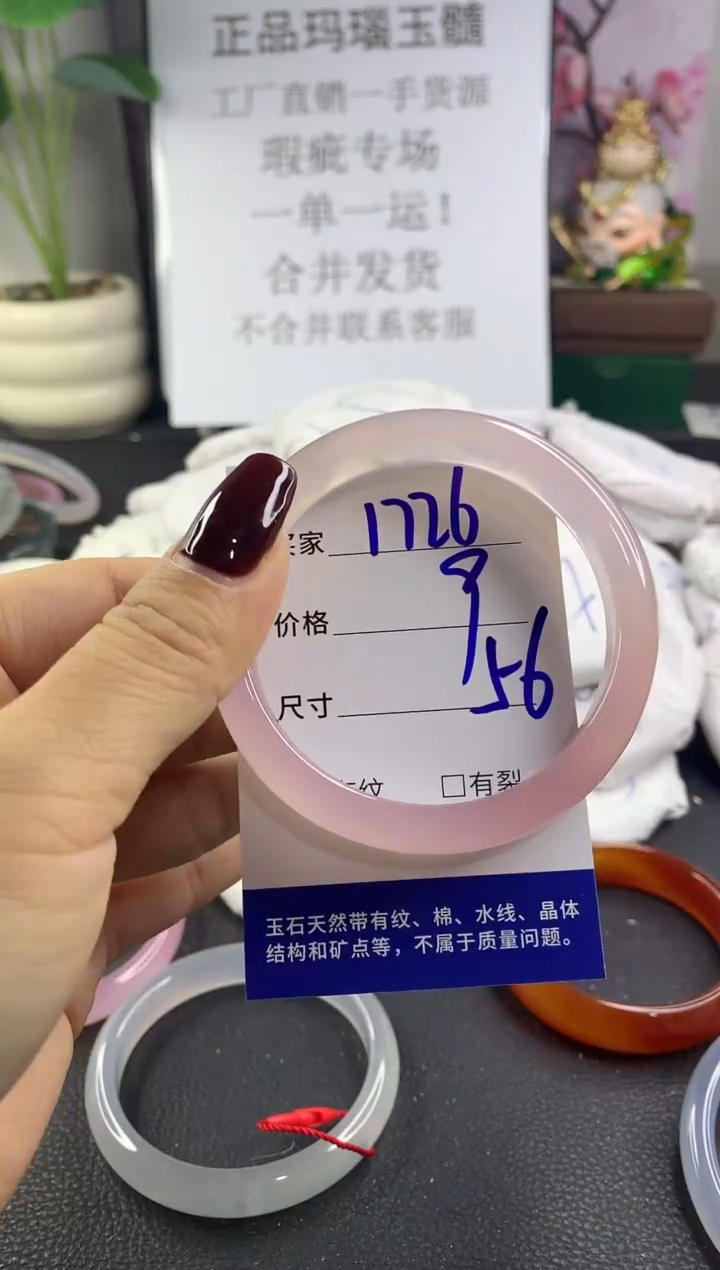 正品玛瑙玉髓
工厂直销一手货源
瑕疵专场
一单一运！
合并发货
不合并联系客服
买家 1726
价格 9
尺寸 56
纹 □有裂
玉石天然带有纹、棉、水线、晶体
结构和矿点等，不属于质量问题。